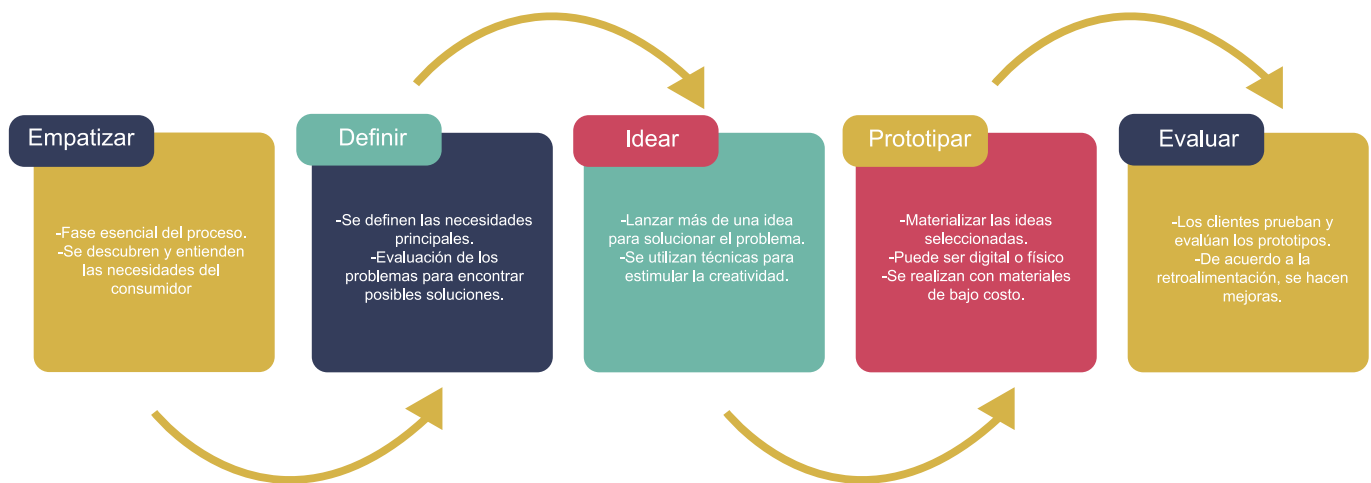 Empatizar
-Fase esencial del proceso.
-Se descubren y entienden
las necesidades del
consumidor
Definir
-Se definen las necesidades
principales.
-Evaluación de los
problemas para encontrar
posibles soluciones.
Idear
-Lanzar más de una idea
para solucionar el problema.
-Se utilizan técnicas para
estimular la creatividad.
Prototipar
-Materializar las ideas
seleccionadas.
-Puede ser digital o físico
-Se realizan con materiales
de bajo costo.
Evaluar
-Los clientes prueban y
evalúan los prototipos.
-De acuerdo a la
retroalimentación, se hacen
mejoras.